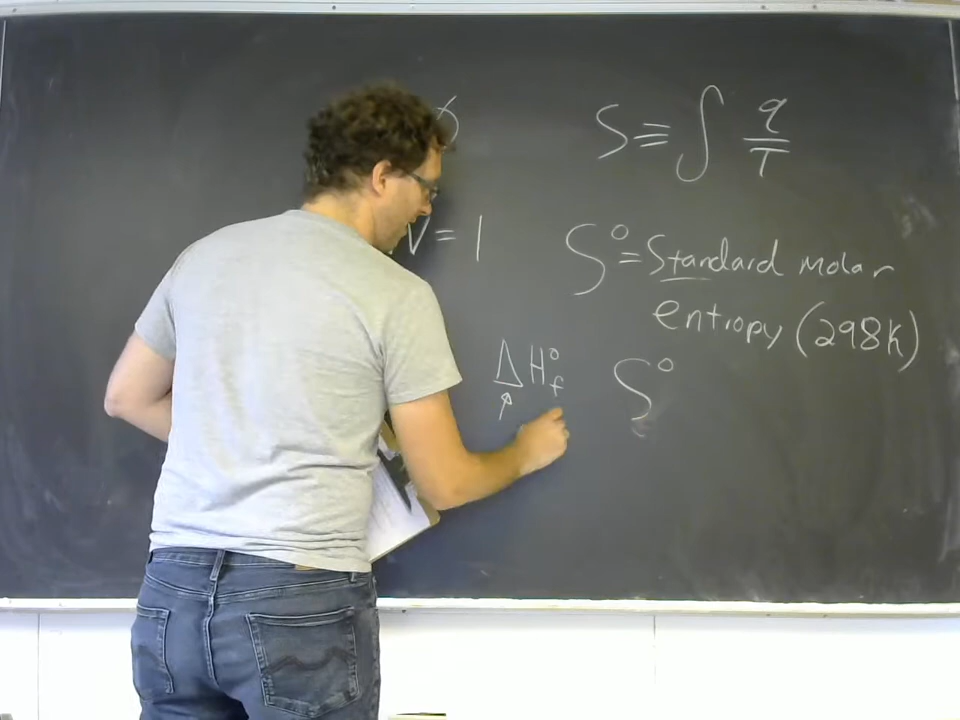 S ≡ ∫ q/T
= 1
S° = Standard molar
entropy (298K)
ΔH°f S°